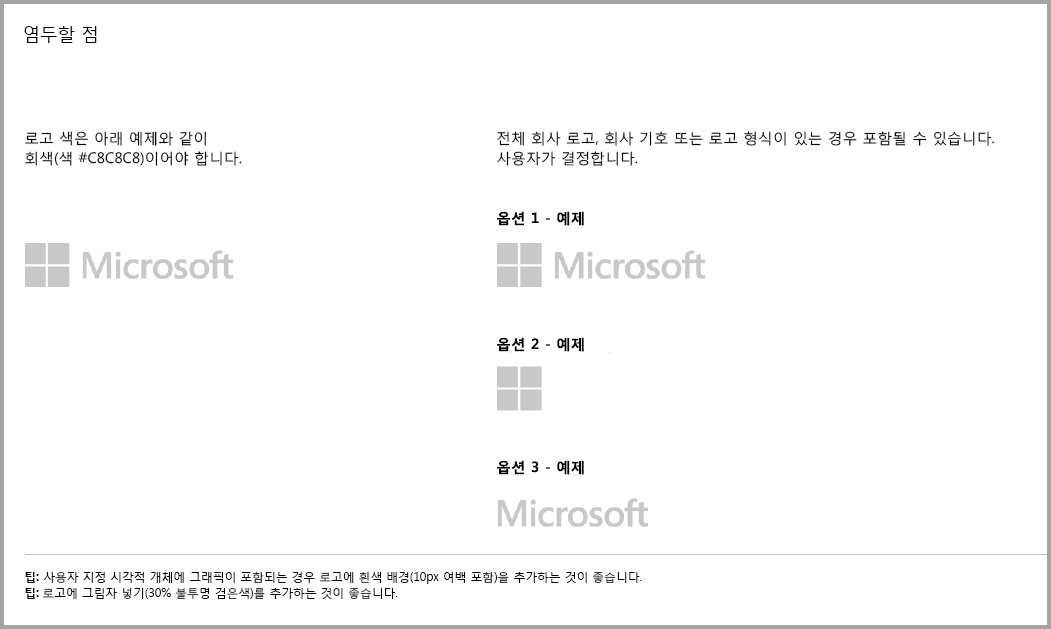 염두할 점
로고 색은 아래 예제와 같이
회색(색 #C8C8C8)이어야 합니다.
Microsoft
전체 회사 로고, 회사 기호 또는 로고 형식이 있는 경우 포함될 수 있습니다.
사용자가 결정합니다.
옵션 1 - 예제
Microsoft
옵션 2 - 예제
옵션 3 - 예제
Microsoft
팁: 사용자 지정 시각적 개체에 그래픽이 포함되는 경우 로고에 흰색 배경(10px 여백 포함)을 추가하는 것이 좋습니다.
팁: 로고에 그림자 넣기(30% 불투명 검은색)를 추가하는 것이 좋습니다.